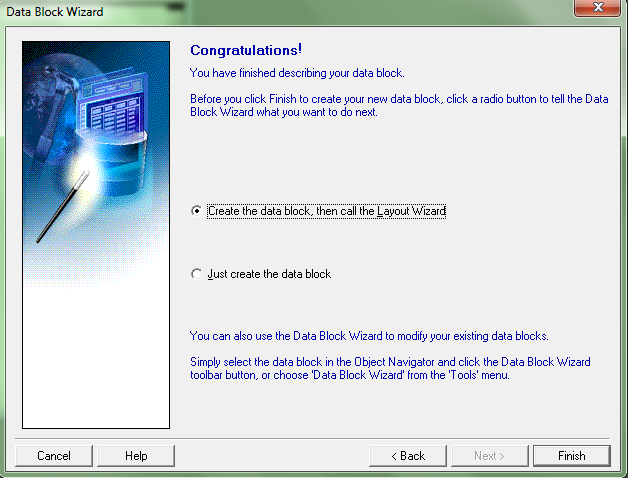 Data Block Wizard
Congratulations!
You have finished describing your data block.
Before you click Finish to create your new data block, click a radio button to tell the Data
Block Wizard what you want to do next.
Create the data block, then call the Layout Wizard
Just create the data block
You can also use the Data Block Wizard to modify your existing data blocks.
Simply select the data block in the Object Navigator and click the Data Block Wizard
toolbar button, or choose 'Data Block Wizard' from the 'Tools' menu.
Cancel
Help
< Back
Next >
Finish